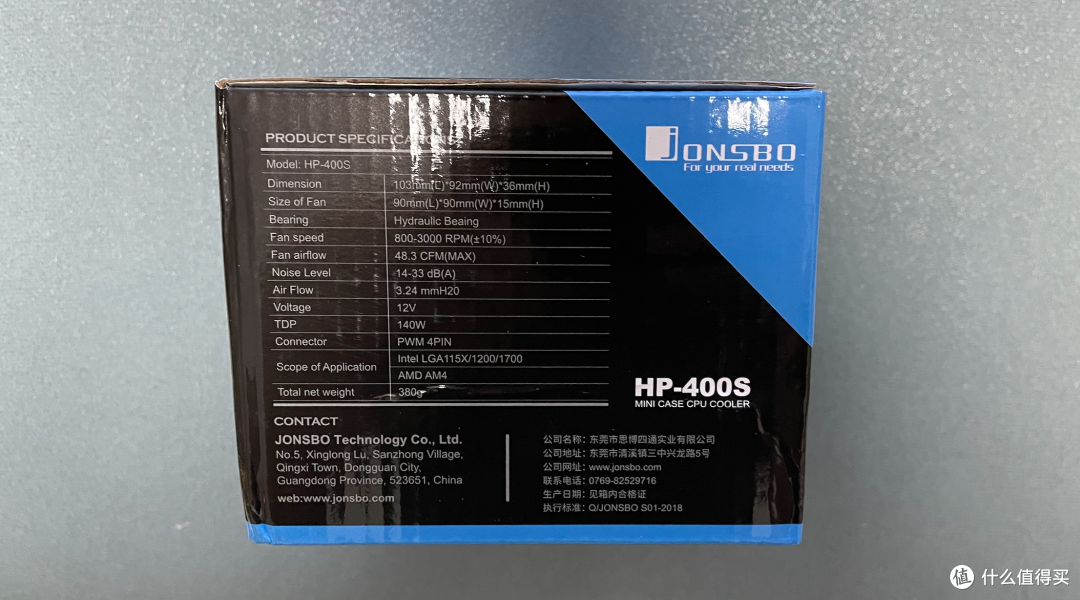 PRODUCT SPECIFICATIONS
JONSBO
For your real needs
Model: HP-400S
Dimension 103mm(L)*92mm(W)*36mm(H)
Size of Fan 90mm(L)*90mm(W)*15mm(H)
Bearing Hydraulic Beaing
Fan speed 800-3000 RPM(±10%)
Fan airflow 48.3 CFM(MAX)
Noise Level 14-33 dB(A)
Air Flow 3.24 mmH20
Voltage 12V
TDP 140W
Connector PWM 4PIN
Scope of Application Intel LGA115X/1200/1700
AMD AM4
Total net weight 380g
HP-400S
MINI CASE CPU COOLER
CONTACT
JONSBO Technology Co., Ltd.
No.5, Xinglong Lu, Sanzhong Village,
Qingxi Town, Dongguan City,
Guangdong Province, 523651, China
web:www.jonsbo.com
公司名称：东莞市思博四通实业有限公司
公司地址：东莞市清溪镇三中兴龙路5号
公司网址：www.jonsbo.com
联系电话：0769-82529716
生产日期：见箱内合格证
执行标准：Q/JONSBO S01-2018
值 什么值得买